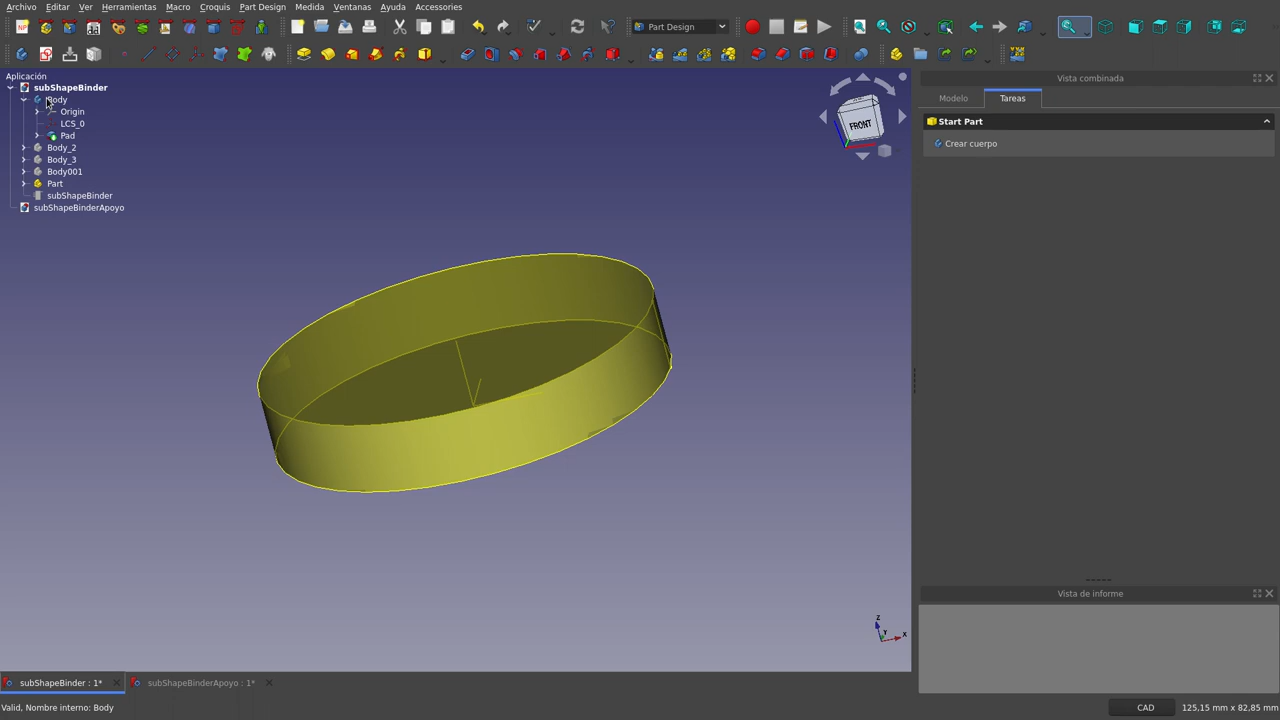 Archivo Editar Ver Herramientas Macro Croquis Part Design Medida Ventanas Ayuda Accessories
Part Design
Aplicación
subShapeBinder
Body
Origin
LCS_0
Pad
Body_2
Body_3
Body001
Part
subShapeBinder
subShapeBinderApoyo
FRONT
Vista combinada
Modelo Tareas
Start Part
Crear cuerpo
Vista de informe
Z
Y
X
subShapeBinder : 1*
subShapeBinderApoyo : 1*
Valid, Nombre interno: Body
CAD
125,15 mm x 82,85 mm